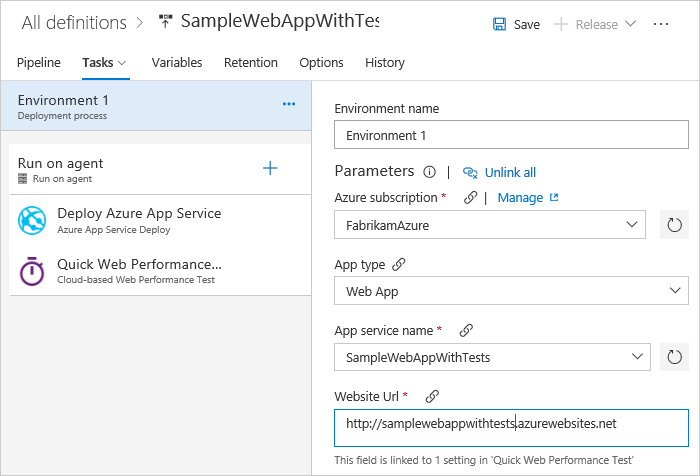 All definitions
SampleWebAppWithTes
Save
Release
...
Pipeline
Tasks
Variables
Retention
Options
History
Environment 1
Deployment process
...
Run on agent
Run on agent
+
Deploy Azure App Service
Azure App Service Deploy
Quick Web Performance...
Cloud-based Web Performance Test
Environment name
Environment 1
Parameters | Unlink all
Azure subscription * | Manage
FabrikamAzure
App type
Web App
App service name *
SampleWebAppWithTests
Website Url *
http://samplewebappwithtests.azurewebsites.net
This field is linked to 1 setting in 'Quick Web Performance Test'